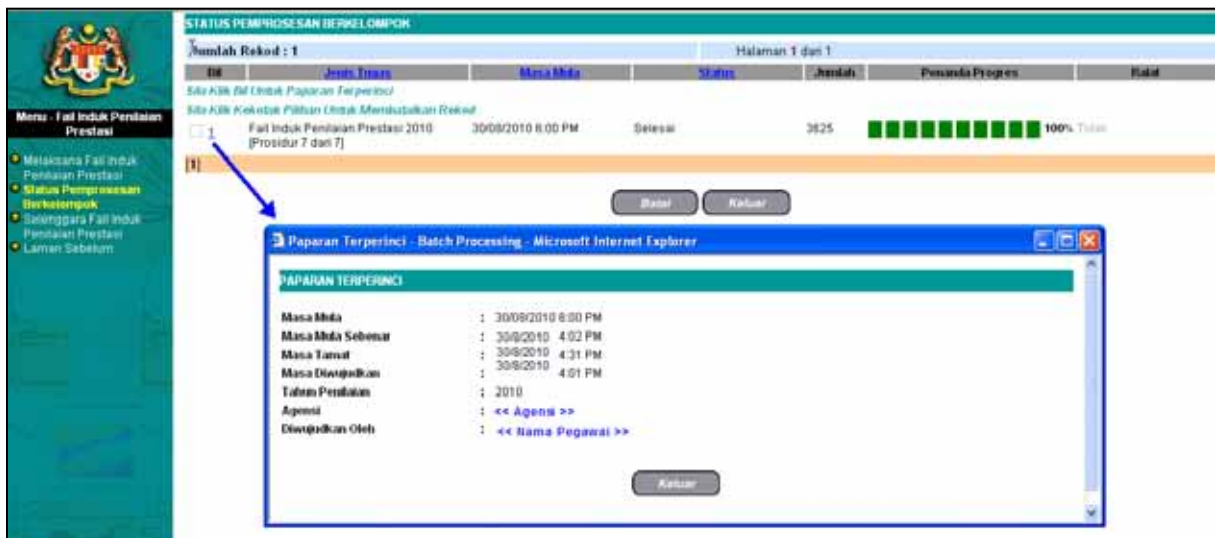 STATUS PEMPROSESAN BERKELOMPOK
Jumlah Rekod : 1
Halaman 1 dari 1
Bil Jenis Tugas Masa Mula Status Jumlah Penanda Progres Ralat
Sila Klik Bil Untuk Paparan Terperinci
Sila Klik Kekotak Pilihan Untuk Membatalkan Rekod
1 Fail Induk Penilaian Prestasi 2010 30/08/2010 6:00 PM Selesai 3625 100% Tiada
[Prosidur 7 dari 7]
[1]
Batal Keluar
Menu - Fail Induk Penilaian
Prestasi
Melaksana Fail Induk
Penilaian Prestasi
Status Pemprosesan
Berkelompok
Selenggara Fail Induk
Penilaian Prestasi
Laman Sebelum
Paparan Terperinci - Batch Processing - Microsoft Internet Explorer
PAPARAN TERPERINCI
Masa Mula : 30/08/2010 6:00 PM
Masa Mula Sebenar : 30/8/2010 4:02 PM
Masa Tamat : 30/8/2010 4:31 PM
Masa Diwujudkan : 30/8/2010 4:01 PM
Tahun Penilaian : 2010
Agensi : << Agensi >>
Diwujudkan Oleh : << Nama Pegawai >>
Keluar